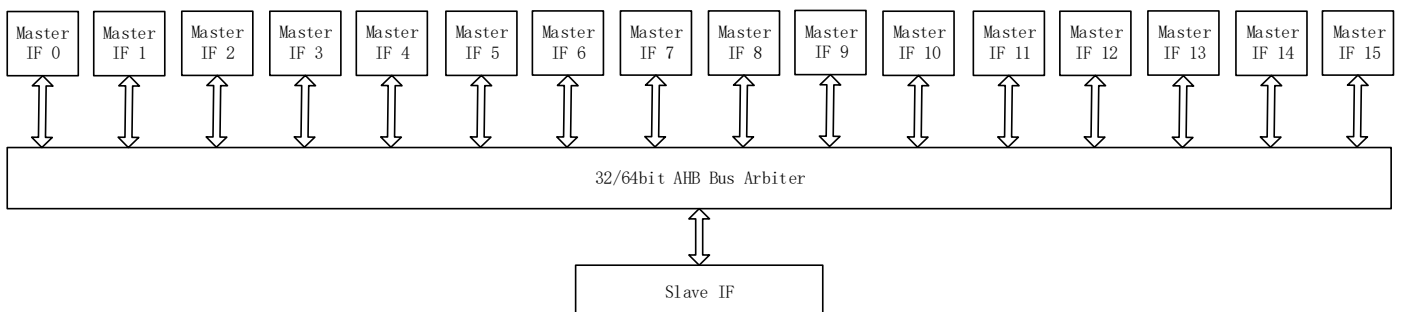 Master
IF 0
Master
IF 1
Master
IF 2
Master
IF 3
Master
IF 4
Master
IF 5
Master
IF 6
Master
IF 7
Master
IF 8
Master
IF 9
Master
IF 10
Master
IF 11
Master
IF 12
Master
IF 13
Master
IF 14
Master
IF 15
32/64bit AHB Bus Arbiter
Slave IF